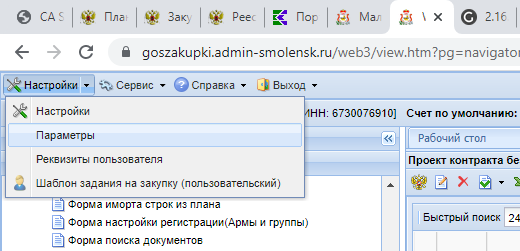 CA S
План
Заку
Реес
Пор
Мал
2.16
goszakupki.admin-smolensk.ru/web3/view.htm?pg=navigator
Настройки Сервис Справка Выход
Настройки
Параметры
Реквизиты пользователя
Шаблон задания на закупку (пользовательский)
ИНН: 6730076910] Счет по умолчанию:
Рабочий стол
Проект контракта бе
Быстрый поиск 24
Форма иморта строк из плана
Форма настройки регистрации(Армы и группы)
Форма поиска документов